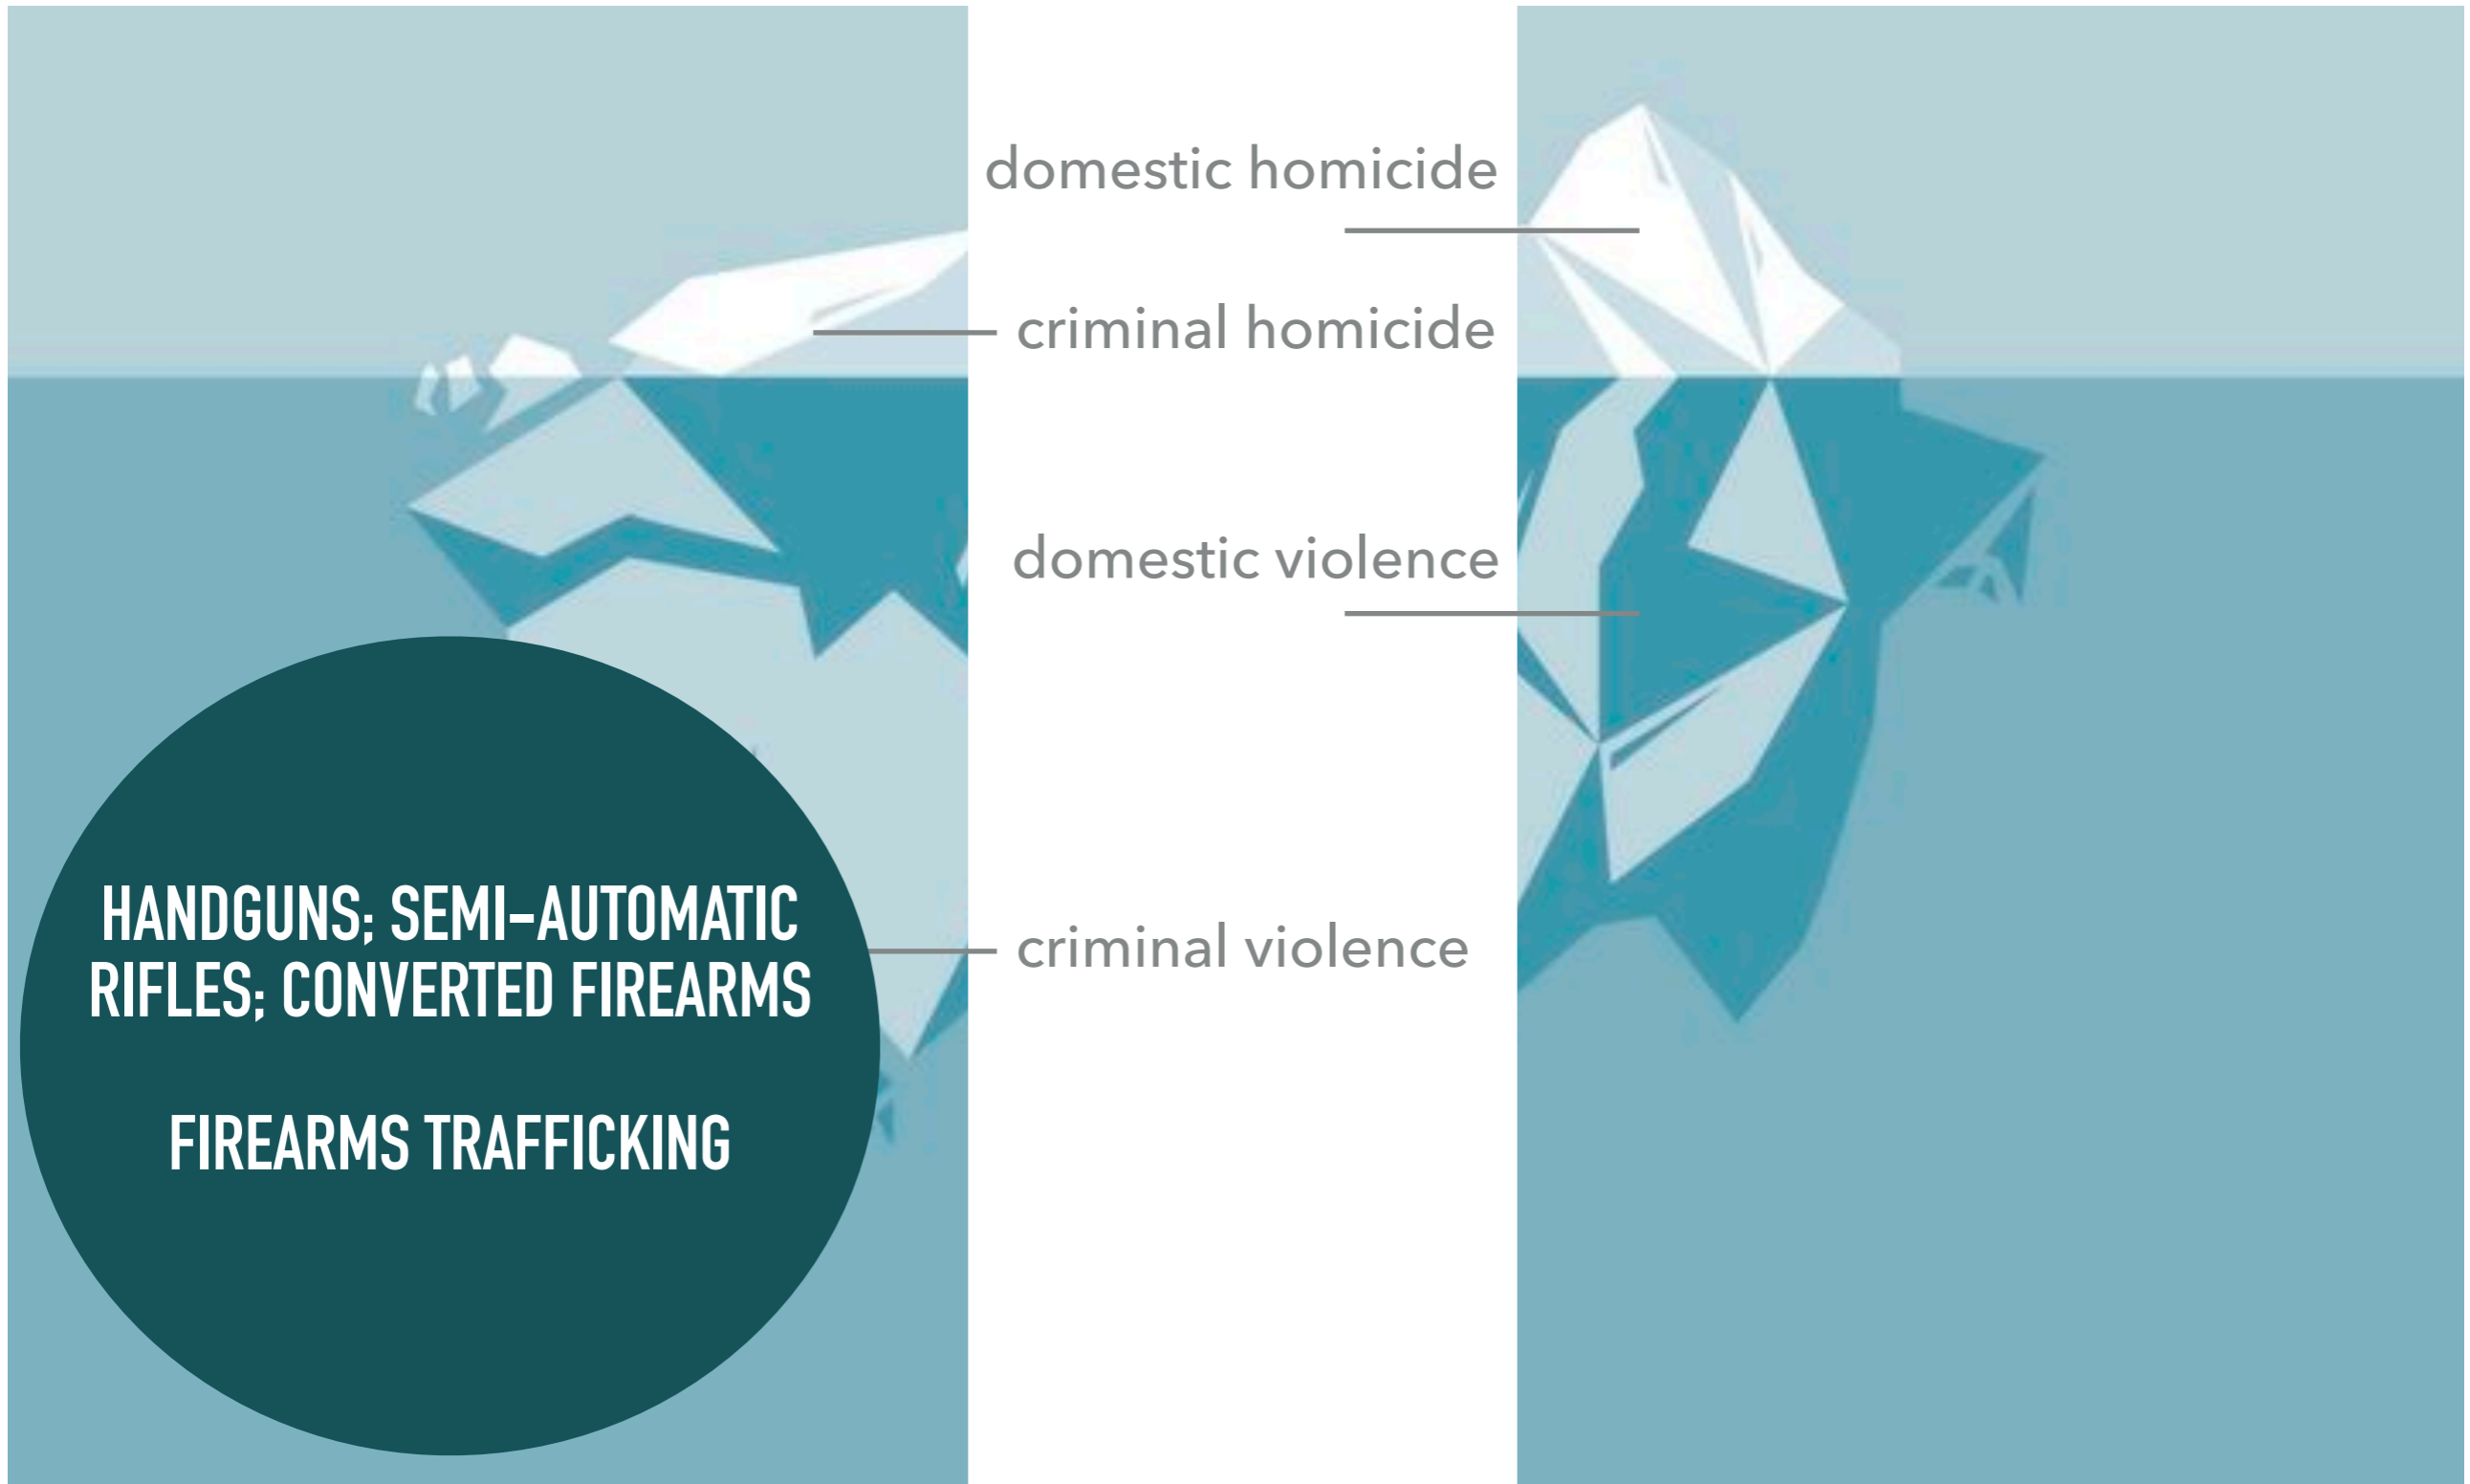 domestic homicide
criminal homicide
domestic violence
criminal violence
HANDGUNS; SEMI–AUTOMATIC
RIFLES; CONVERTED FIREARMS
FIREARMS TRAFFICKING